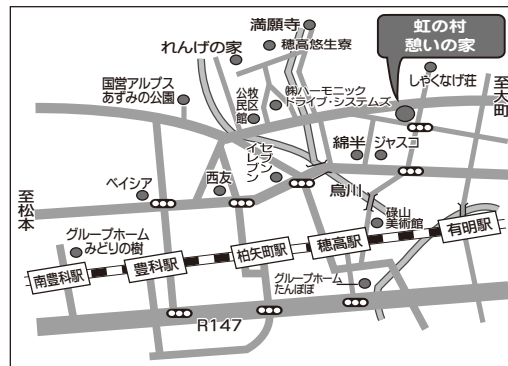 満願寺
穂高悠生寮
れんげの家
虹の村
憩いの家
しゃくなげ荘
至大町
国営アルプス
あずみの公園
牧
公民館
区
㈱ハーモニック
ドライブ・システムズ
綿半
ジャスコ
セブン
イレブン
烏川
ベイシア
西友
碌山
美術館
至松本
グループホーム
みどりの樹
南豊科駅
豊科駅
柏矢町駅
穂高駅
有明駅
グループホーム
たんぽぽ
R147